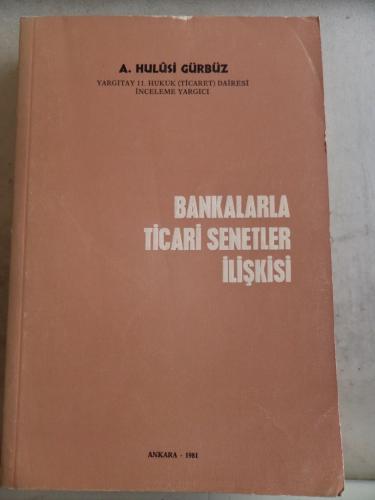 A. HULÛSİ GÜRBÜZ
YARGITAY 11. HUKUK (TİCARET) DAİRESİ
İNCELEME YARGICI
BANKALARLA
TİCARİ SENETLER
İLİŞKİSİ
ANKARA - 1981